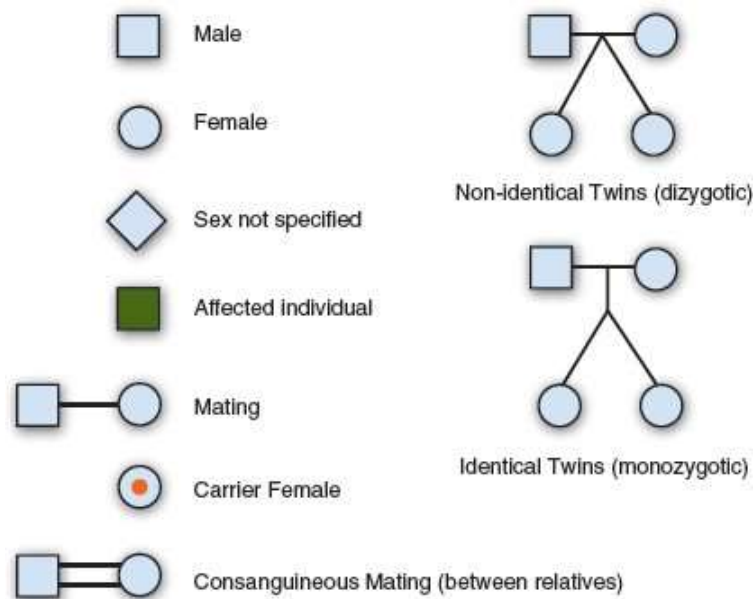 Male
Female
Sex not specified
Affected individual
Mating
Carrier Female
Consanguineous Mating (between relatives)
Non-identical Twins (dizygotic)
Identical Twins (monozygotic)